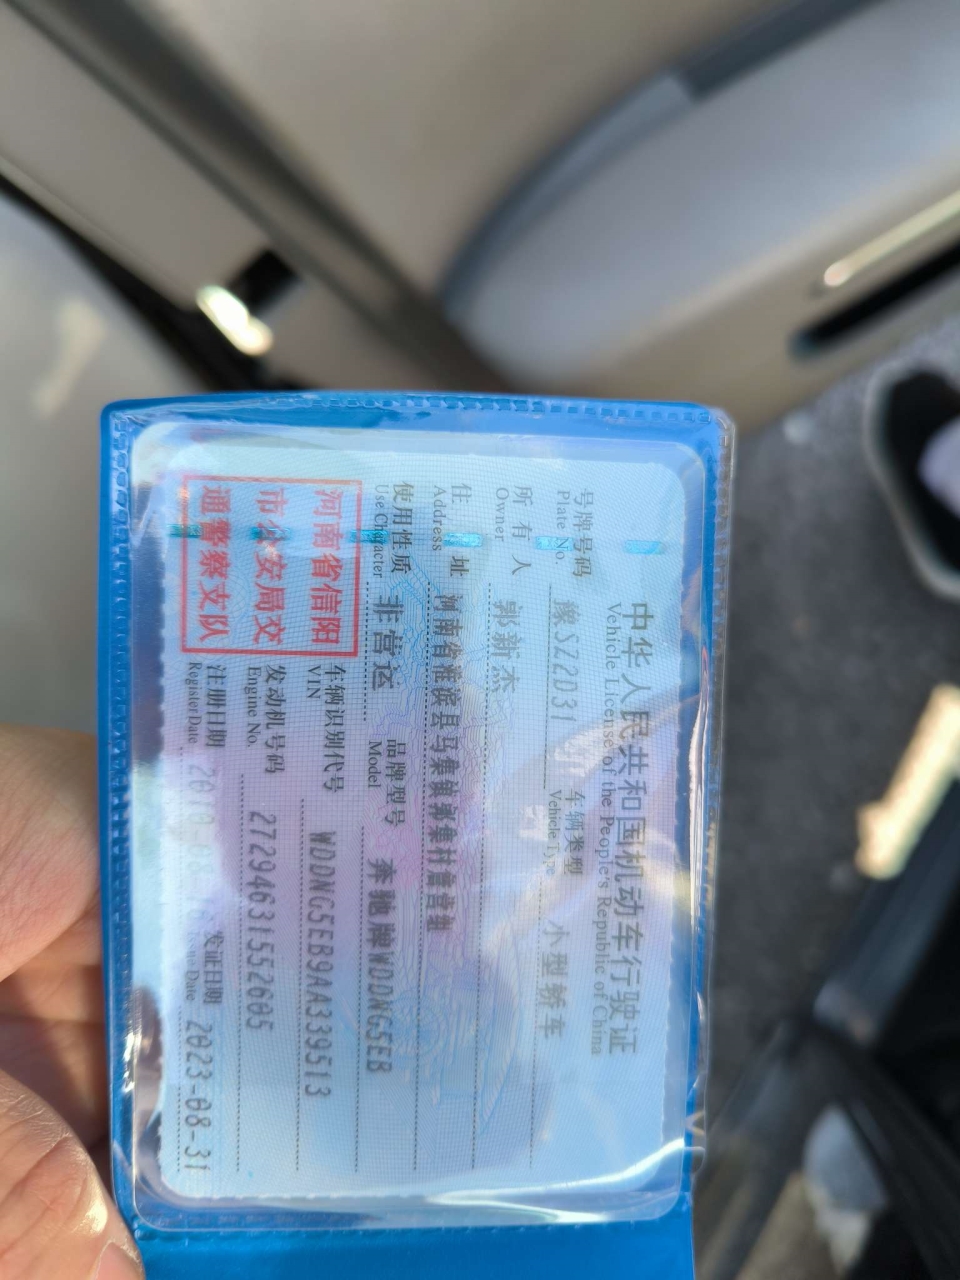 中华人民共和国机动车行驶证
Vehicle License of the People's Republic of China
号牌号码 豫SZ2D31 车辆类型 小型轿车
Plate No. Vehicle Type
所有人 郭新杰
Owner
住址 河南省淮滨县马集镇 集村 营组
Address
使用性质 非营运 品牌型号 奔驰牌WDDNG5EB
Use Character Model
河南省信阳
市公安局交
通警察支队
车辆识别代号 WDDNG5EB9AA339513
VIN
发动机号码 27294631552605
Engine No.
注册日期 发证日期 2023-08-31
Register Date Issue Date